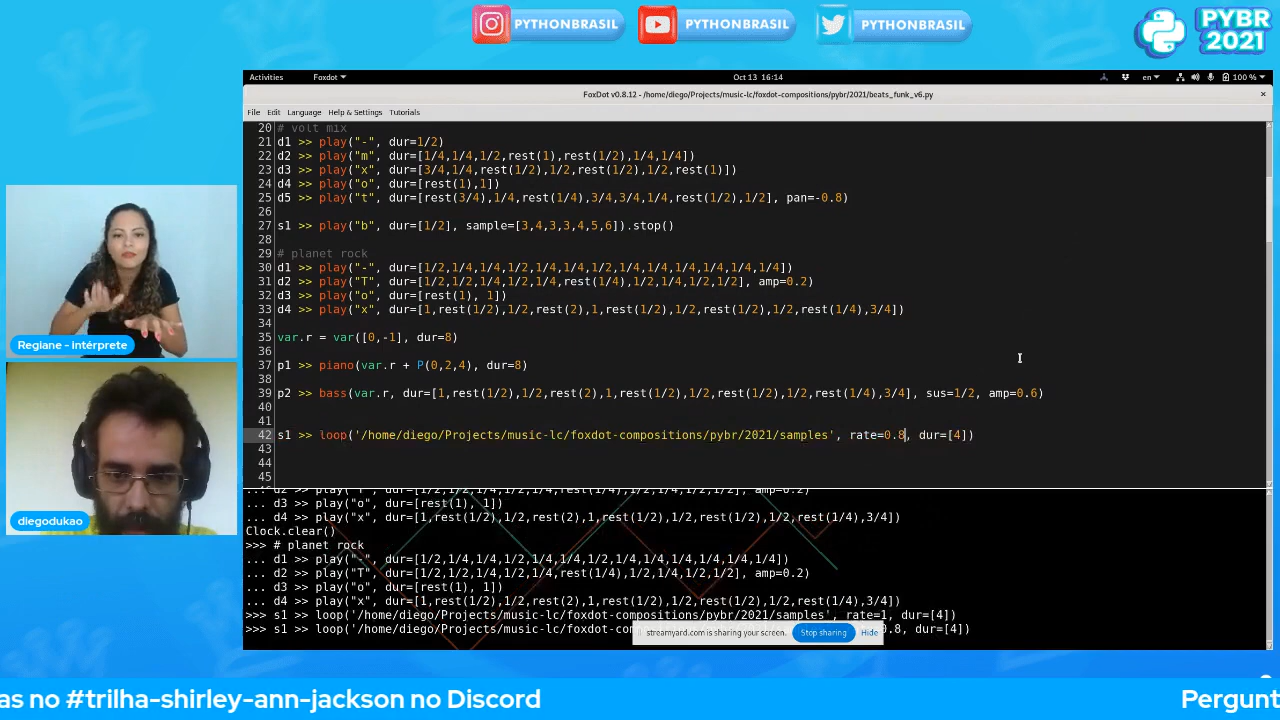 PYTHONBRASIL PYTHONBRASIL PYTHONBRASIL
PYBR
2021
Activities Foxdot Oct 13 16:14 en 100 %
FoxDot v0.8.12 - /home/diego/Projects/music-lc/foxdot-compositions/pybr/2021/beats_funk_v6.py
File Edit Language Help & Settings Tutorials
20 # volt mix
21 d1 >> play("-", dur=1/2)
22 d2 >> play("m", dur=[1/4,1/4,1/2,rest(1),rest(1/2),1/4,1/4])
23 d3 >> play("x", dur=[3/4,1/4,rest(1/2),1/2,rest(1/2),1/2,rest(1)])
24 d4 >> play("o", dur=[rest(1),1])
25 d5 >> play("t", dur=[rest(3/4),1/4,rest(1/4),3/4,3/4,1/4,rest(1/2),1/2], pan=-0.8)
26
27 s1 >> play("b", dur=[1/2], sample=[3,4,3,3,4,5,6]).stop()
28
29 # planet rock
30 d1 >> play("-", dur=[1/2,1/4,1/4,1/2,1/4,1/4,1/2,1/4,1/4,1/4,1/4,1/4])
31 d2 >> play("T", dur=[1/2,1/2,1/4,1/2,1/4,rest(1/4),1/2,1/4,1/2,1/2], amp=0.2)
32 d3 >> play("o", dur=[rest(1), 1])
33 d4 >> play("x", dur=[1,rest(1/2),1/2,rest(2),1,rest(1/2),1/2,rest(1/2),1/2,rest(1/4),3/4])
34
35 var.r = var([0,-1], dur=8)
36
37 p1 >> piano(var.r + P(0,2,4), dur=8)
38
39 p2 >> bass(var.r, dur=[1,rest(1/2),1/2,rest(2),1,rest(1/2),1/2,rest(1/2),1/2,rest(1/4),3/4], sus=1/2, amp=0.6)
40
41
42 s1 >> loop('/home/diego/Projects/music-lc/foxdot-compositions/pybr/2021/samples', rate=0.8, dur=[4])
43
44
45
... d2 >> play("T", dur=[1/2,1/2,1/4,1/2,1/4,rest(1/4),1/2,1/4,1/2,1/2], amp=0.2)
... d3 >> play("o", dur=[rest(1), 1])
... d4 >> play("x", dur=[1,rest(1/2),1/2,rest(2),1,rest(1/2),1/2,rest(1/2),1/2,rest(1/4),3/4])
Clock.clear()
>>> # planet rock
... d1 >> play("-", dur=[1/2,1/4,1/4,1/2,1/4,1/4,1/2,1/4,1/4,1/4,1/4,1/4])
... d2 >> play("T", dur=[1/2,1/2,1/4,1/2,1/4,rest(1/4),1/2,1/4,1/2,1/2], amp=0.2)
... d3 >> play("o", dur=[rest(1), 1])
... d4 >> play("x", dur=[1,rest(1/2),1/2,rest(2),1,rest(1/2),1/2,rest(1/2),1/2,rest(1/4),3/4])
>>> s1 >> loop('/home/diego/Projects/music-lc/foxdot-compositions/pybr/2021/samples', rate=1, dur=[4])
>>> s1 >> loop('/home/diego/Projects/music-lc/foxdot-com 0.8, dur=[4])
streamyard.com is sharing your screen. Stop sharing Hide
Regiane - intérprete
diegodukao
as no #trilha-shirley-ann-jackson no Discord Pergunt